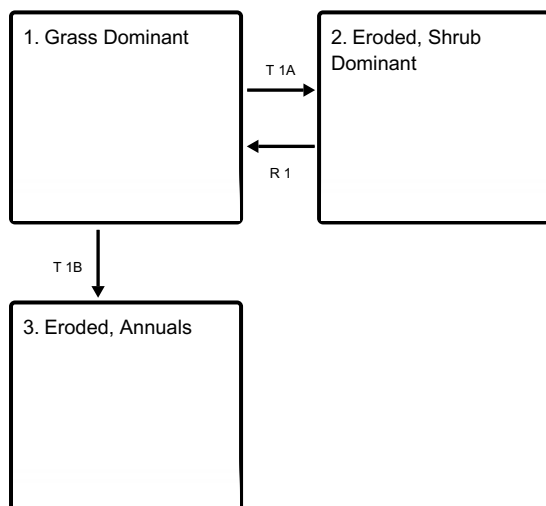 1. Grass Dominant
2. Eroded, Shrub
Dominant
T 1A
R 1
T 1B
3. Eroded, Annuals